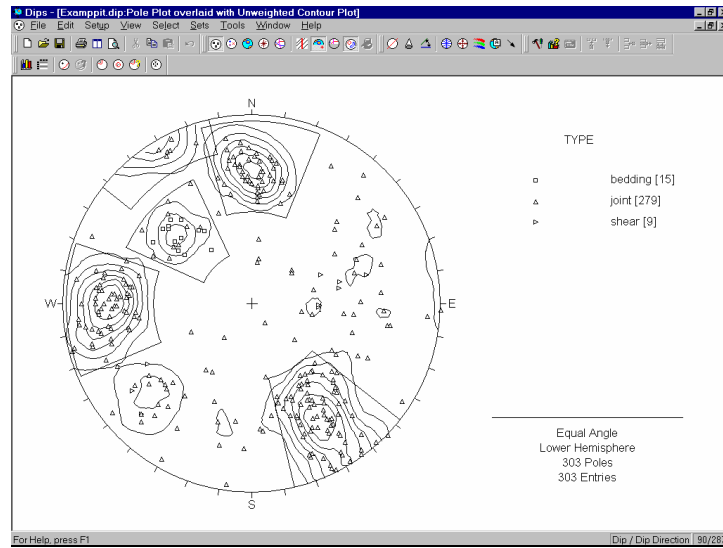 Dips - [Examppit.dip:Pole Plot overlaid with Unweighted Contour Plot]
File Edit Setup View Select Sets Tools Window Help
N
W
E
S
TYPE
bedding [15]
joint [279]
shear [9]
Equal Angle
Lower Hemisphere
303 Poles
303 Entries
For Help, press F1
Dip / Dip Direction 90/28